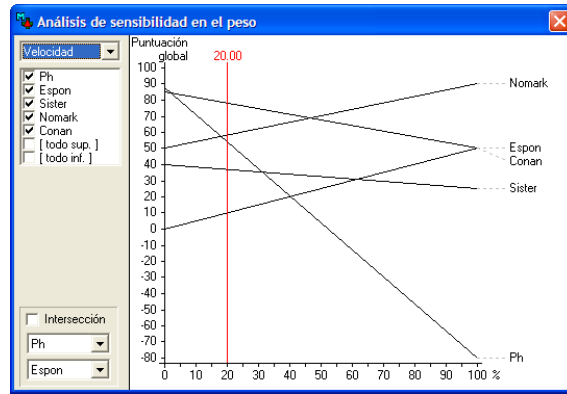 Análisis de sensibilidad en el peso
Velocidad
Ph
Espon
Sister
Nomark
Conan
[ todo sup. ]
[ todo inf. ]
Intersección
Ph
Espon
Puntuación
global
20.00
100
90
80
70
60
50
40
30
20
10
0
-10
-20
-30
-40
-50
-60
-70
-80
0 10 20 30 40 50 60 70 80 90 100 %
Nomark
Espon
Conan
Sister
Ph